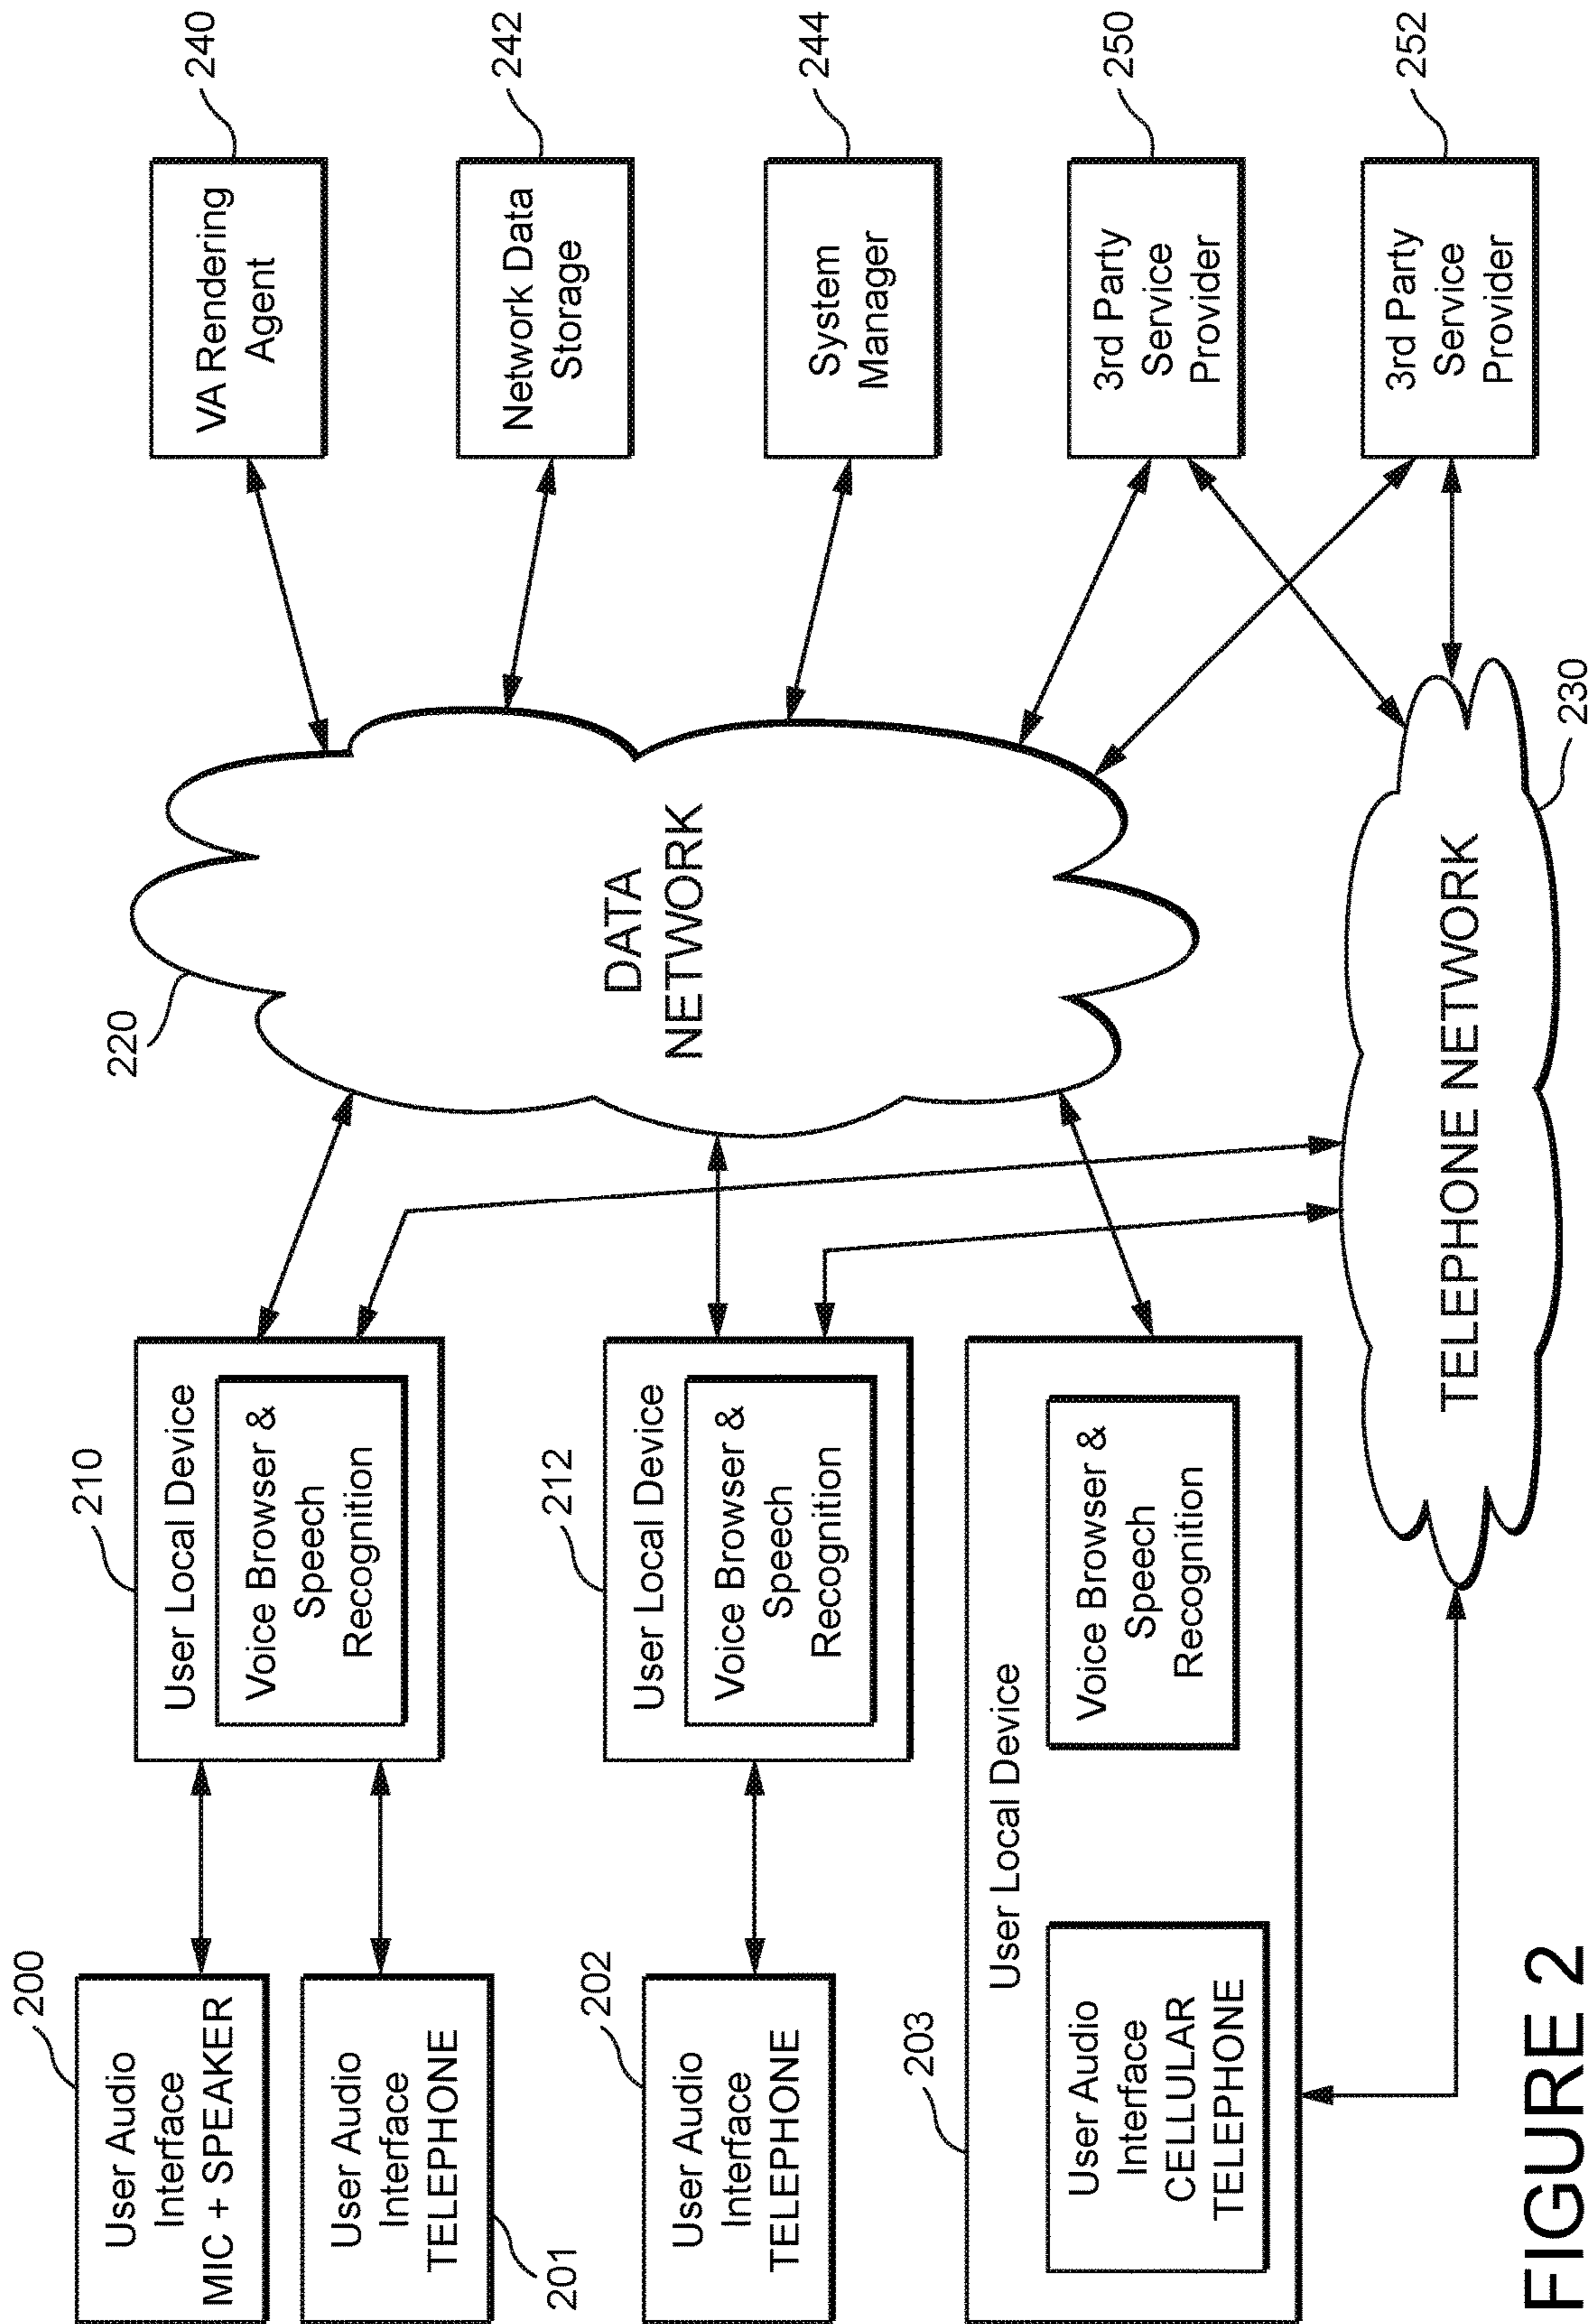 200
User Audio
Interface
MIC + SPEAKER
User Audio
Interface
TELEPHONE
201
202
User Audio
Interface
TELEPHONE
203
User Local Device
User Audio
Interface
CELLULAR
TELEPHONE
Voice Browser &
Speech
Recognition
210
User Local Device
Voice Browser &
Speech
Recognition
212
User Local Device
Voice Browser &
Speech
Recognition
220
DATA
NETWORK
TELEPHONE NETWORK
230
VA Rendering
Agent
240
Network Data
Storage
242
System
Manager
244
3rd Party
Service
Provider
250
3rd Party
Service
Provider
252
FIGURE 2